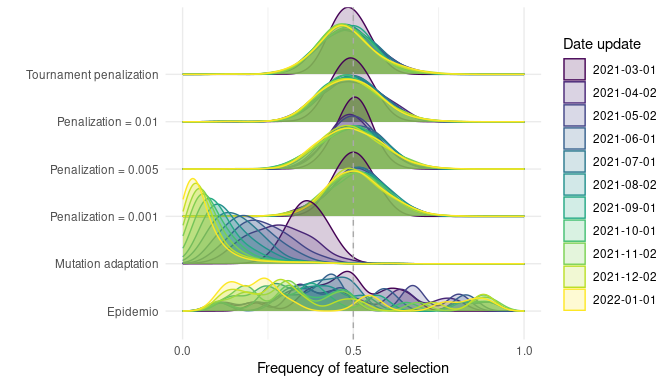 Tournament penalization
Penalization = 0.01
Penalization = 0.005
Penalization = 0.001
Mutation adaptation
Epidemio
0.0
0.5
1.0
Frequency of feature selection
Date update
2021-03-01
2021-04-02
2021-05-02
2021-06-01
2021-07-01
2021-08-02
2021-09-01
2021-10-01
2021-11-02
2021-12-02
2022-01-01